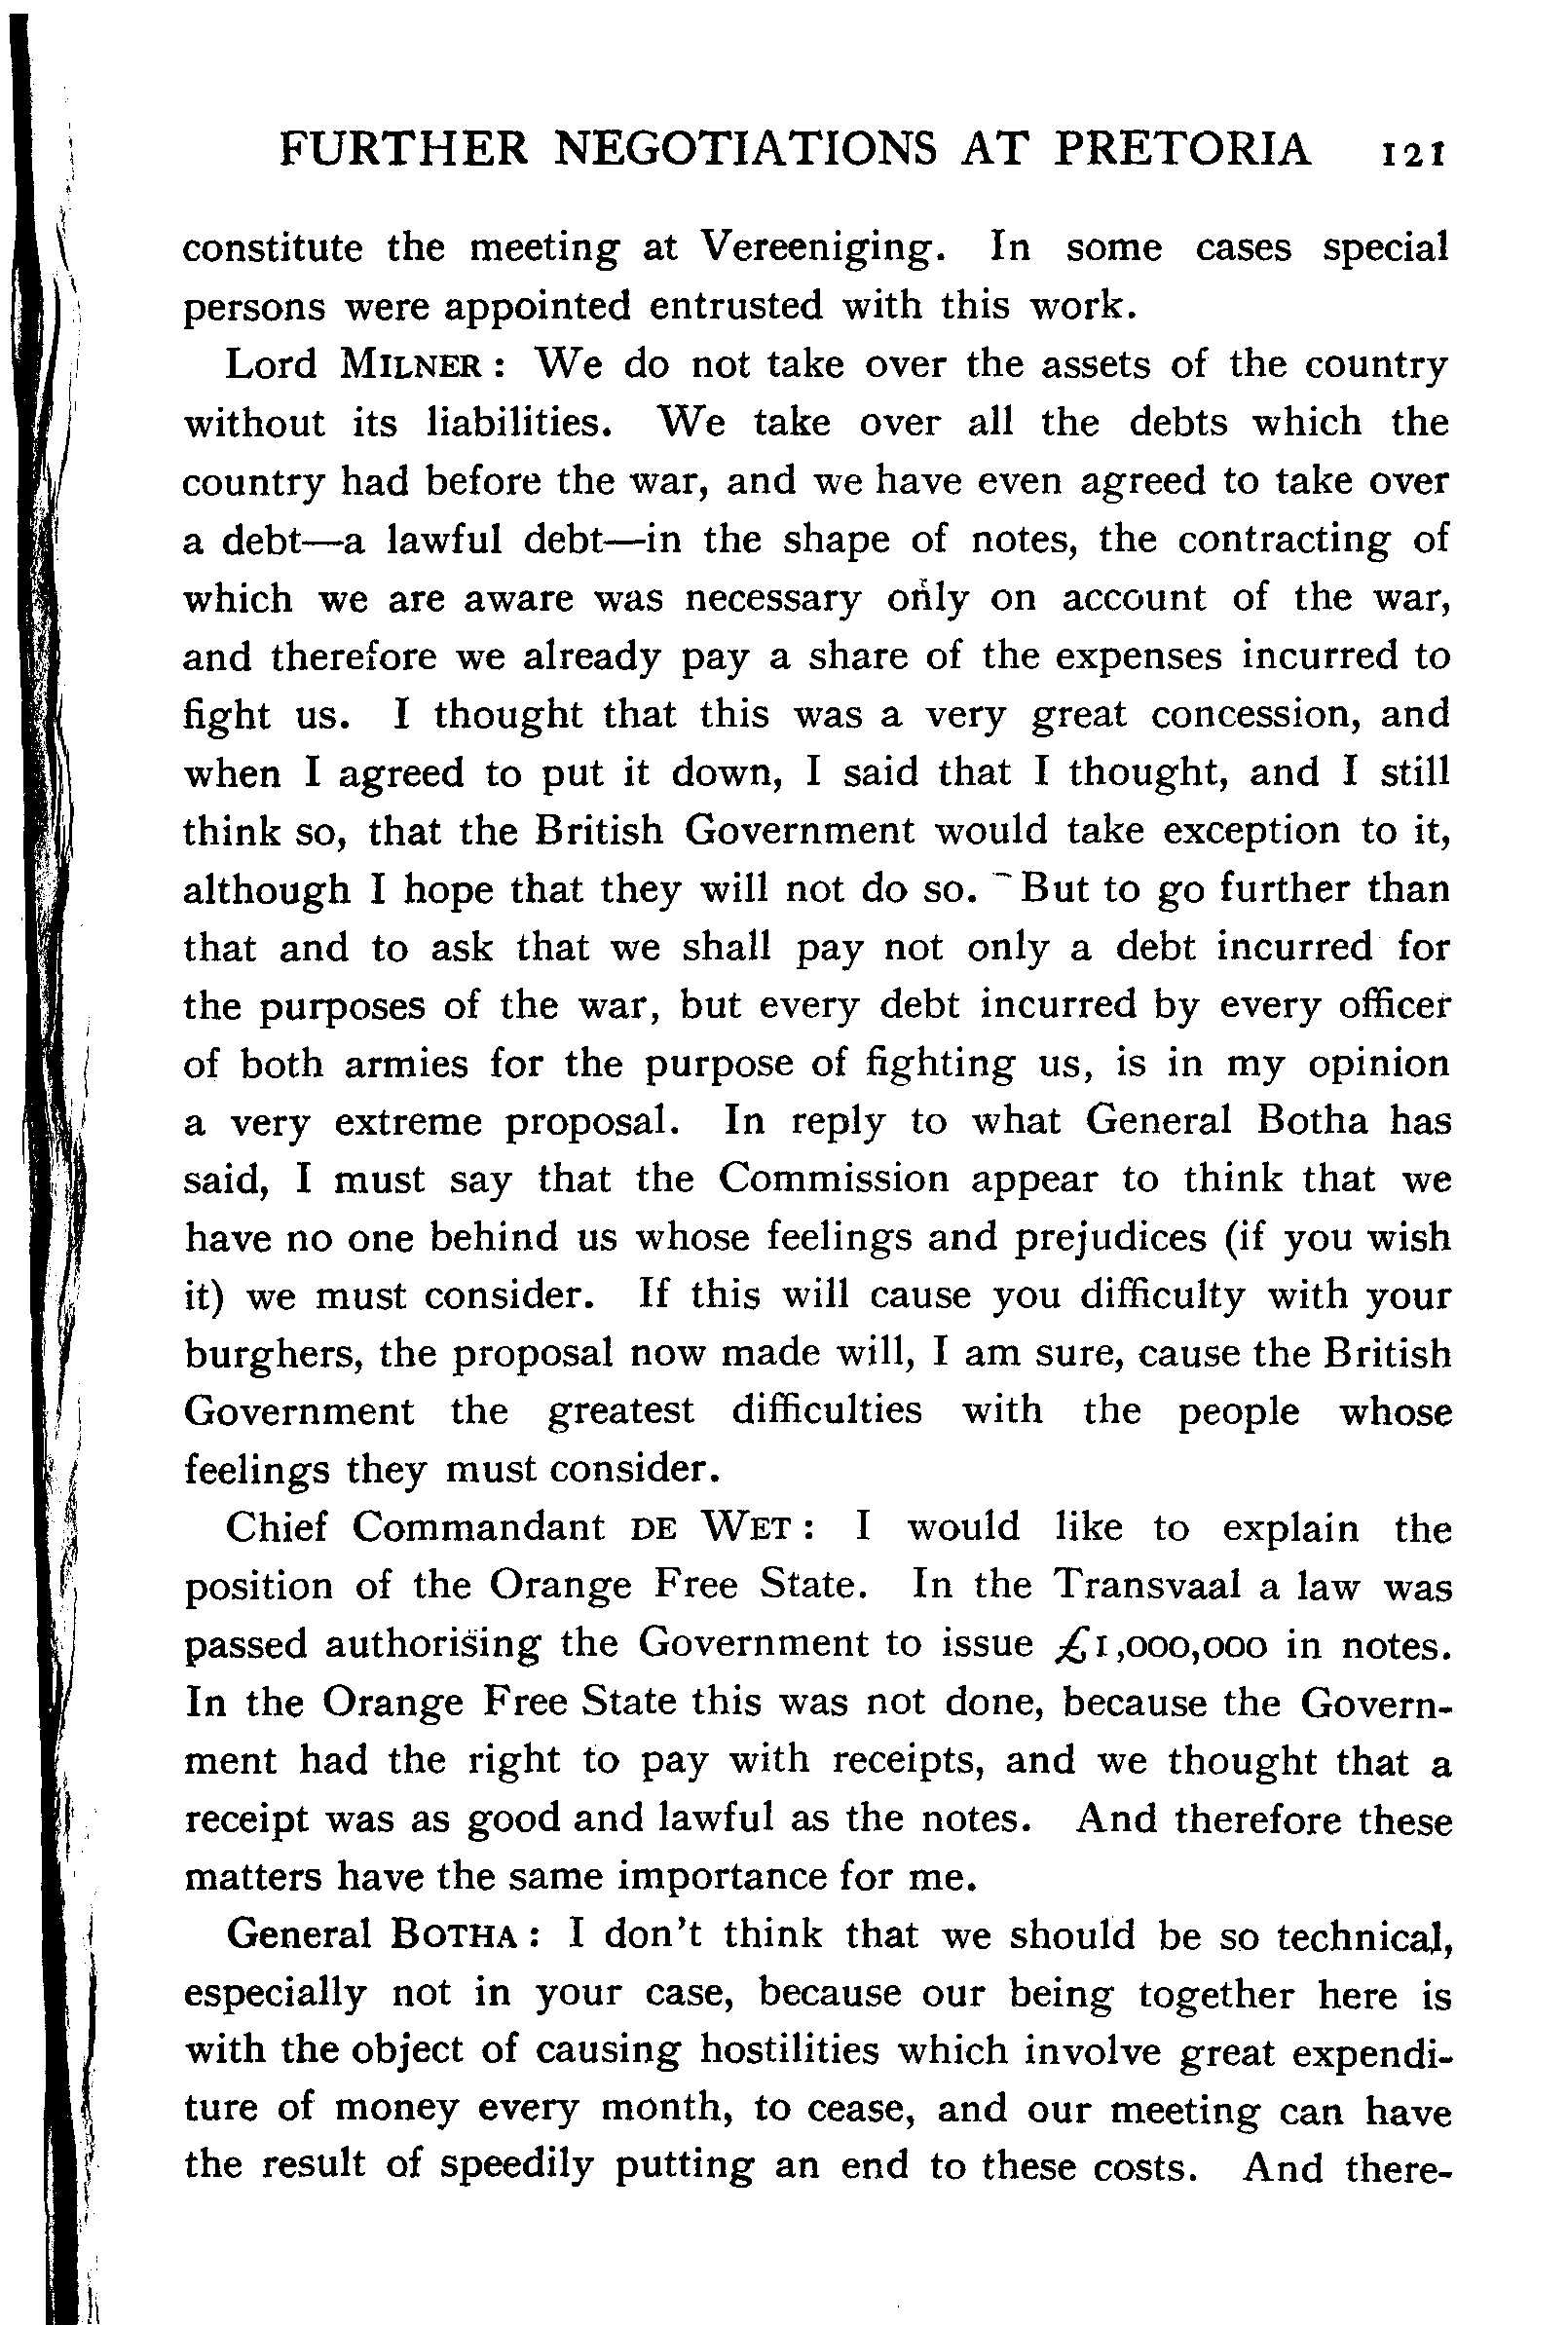 FURTHER NEGOTIATIONS AT PRETORIA 121
constitute the meeting at Vereeniging. In some cases special
persons were appointed entrusted with this work.
Lord MILNER: We do not take over the assets of the country
without its liabilities. We take over all the debts which the
country had before the war, and we have even agreed to take over
a debt—a lawful debt—in the shape of notes, the contracting of
which we are aware was necessary only on account of the war,
and therefore we already pay a share of the expenses incurred to
fight us. I thought that this was a very great concession, and
when I agreed to put it down, I said that I thought, and I still
think so, that the British Government would take exception to it,
although I hope that they will not do so. But to go further than
that and to ask that we shall pay not only a debt incurred for
the purposes of the war, but every debt incurred by every officer
of both armies for the purpose of fighting us, is in my opinion
a very extreme proposal. In reply to what General Botha has
said, I must say that the Commission appear to think that we
have no one behind us whose feelings and prejudices (if you wish
it) we must consider. If this will cause you difficulty with your
burghers, the proposal now made will, I am sure, cause the British
Government the greatest difficulties with the people whose
feelings they must consider.
Chief Commandant DE WET: I would like to explain the
position of the Orange Free State. In the Transvaal a law was
passed authorising the Government to issue £1,000,000 in notes.
In the Orange Free State this was not done, because the Govern-
ment had the right to pay with receipts, and we thought that a
receipt was as good and lawful as the notes. And therefore these
matters have the same importance for me.
General BOTHA: I don't think that we should be so technical,
especially not in your case, because our being together here is
with the object of causing hostilities which involve great expendi-
ture of money every month, to cease, and our meeting can have
the result of speedily putting an end to these costs. And there-